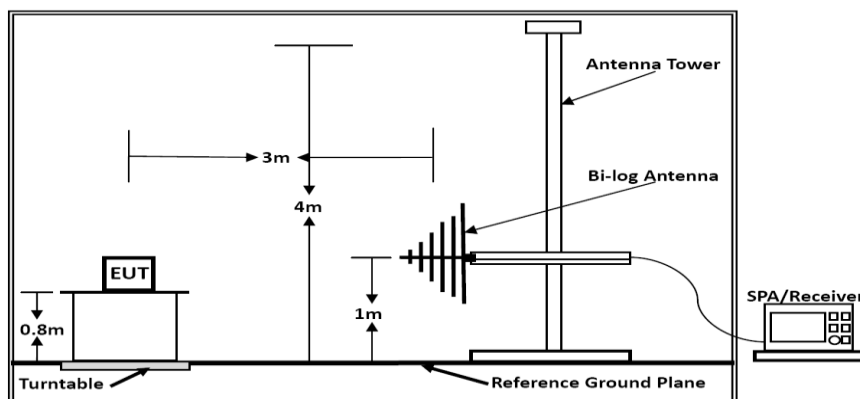 Antenna Tower
3m
Bi-log Antenna
4m
EUT
SPA/Receiver
0.8m
1m
Turntable
Reference Ground Plane